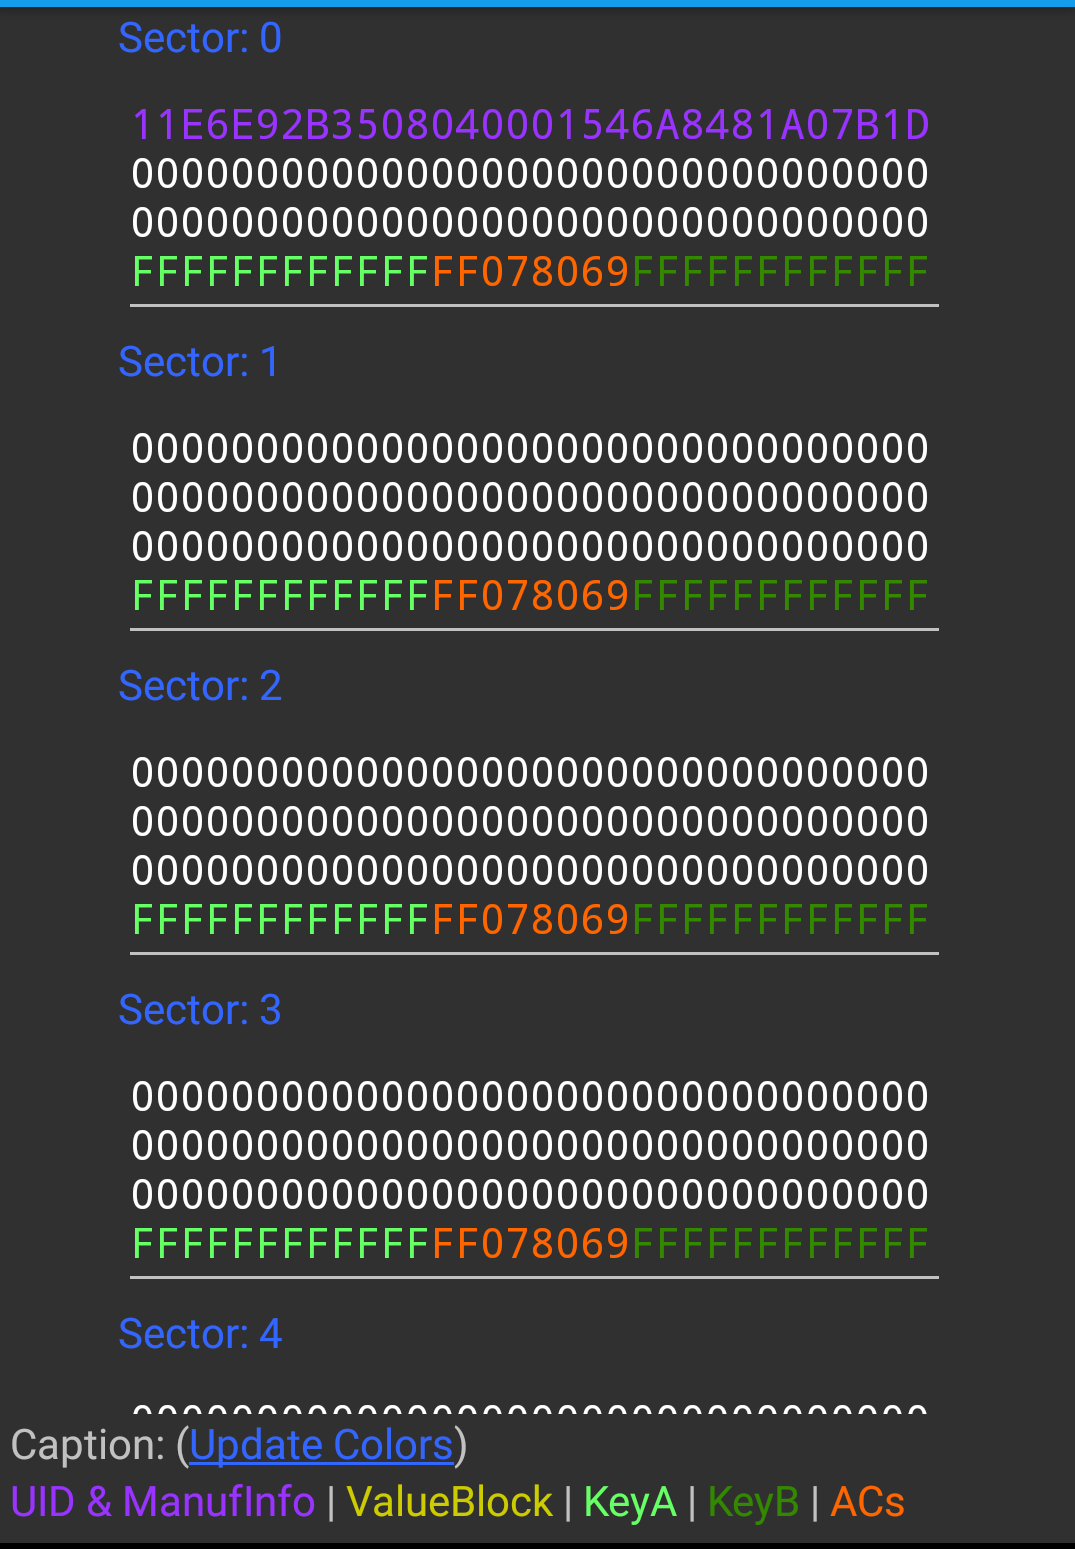 Sector: 0
11E6E92B3508040001546A8481A07B1D
00000000000000000000000000000000
00000000000000000000000000000000
FFFFFFFFFFFFFF078069FFFFFFFFFFFF
Sector: 1
00000000000000000000000000000000
00000000000000000000000000000000
00000000000000000000000000000000
FFFFFFFFFFFFFF078069FFFFFFFFFFFF
Sector: 2
00000000000000000000000000000000
00000000000000000000000000000000
00000000000000000000000000000000
FFFFFFFFFFFFFF078069FFFFFFFFFFFF
Sector: 3
00000000000000000000000000000000
00000000000000000000000000000000
00000000000000000000000000000000
FFFFFFFFFFFFFF078069FFFFFFFFFFFF
Sector: 4
Caption: (Update Colors)
UID & ManufInfo | ValueBlock | KeyA | KeyB | ACs